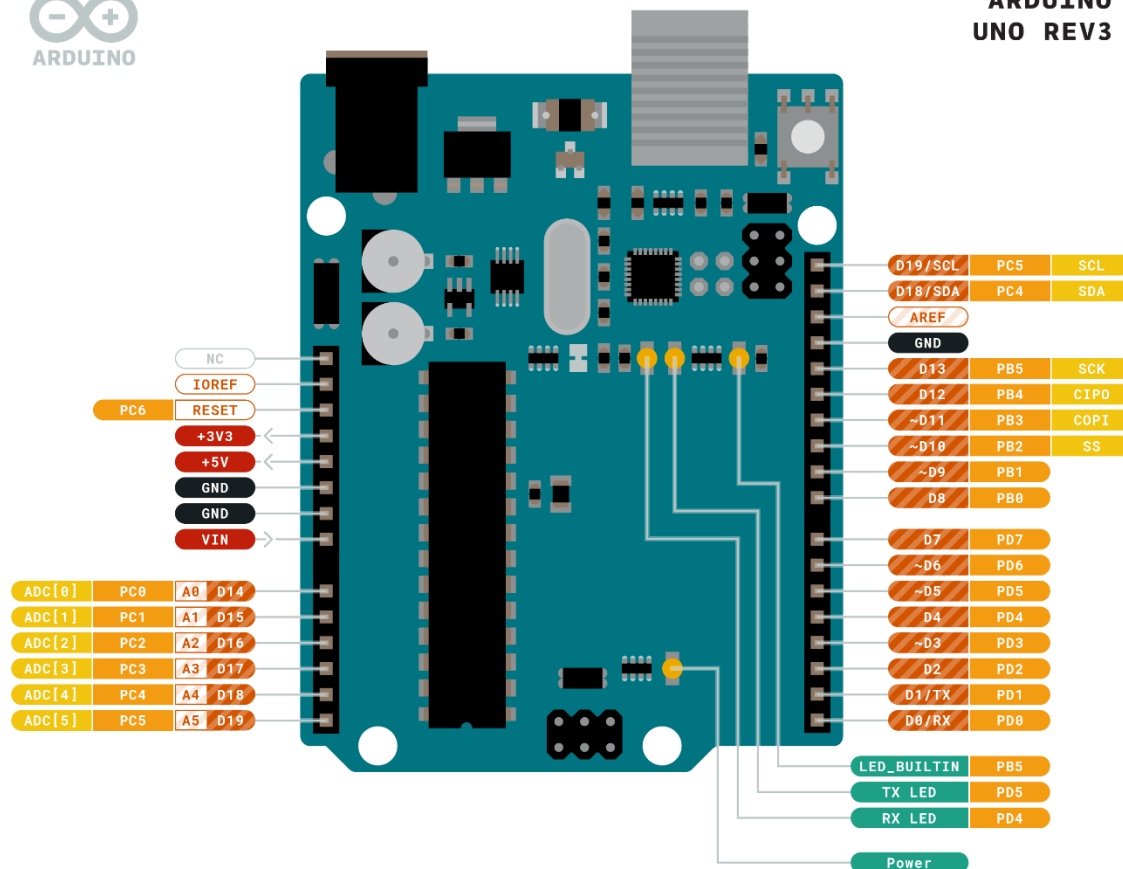 ARDUINO
ARDUINO
UNO REV3
NC
IOREF
PC6 RESET
+3V3
+5V
GND
GND
VIN
ADC[0] PC0 A0 D14
ADC[1] PC1 A1 D15
ADC[2] PC2 A2 D16
ADC[3] PC3 A3 D17
ADC[4] PC4 A4 D18
ADC[5] PC5 A5 D19
D19/SCL PC5 SCL
D18/SDA PC4 SDA
AREF
GND
D13 PB5 SCK
D12 PB4 CIPO
~D11 PB3 COPI
~D10 PB2 SS
~D9 PB1
D8 PB0
D7 PD7
~D6 PD6
~D5 PD5
D4 PD4
~D3 PD3
D2 PD2
D1/TX PD1
D0/RX PD0
LED_BUILTIN PB5
TX LED PD5
RX LED PD4
Power